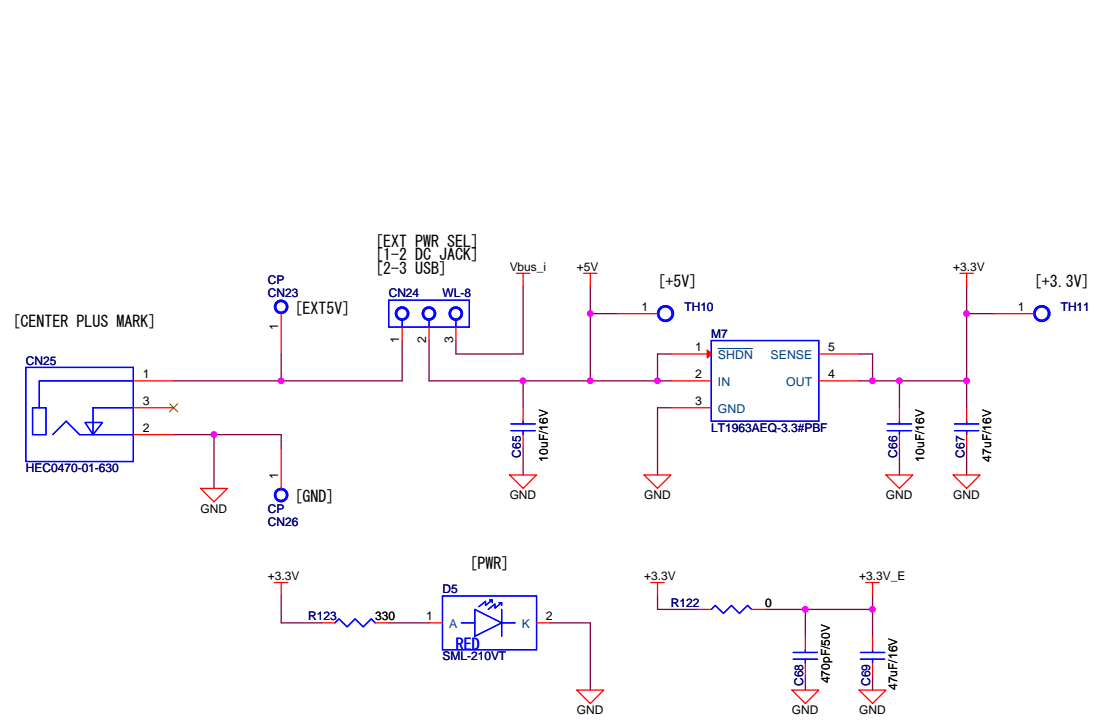 [EXT PWR SEL]
[1-2 DC JACK]
[2-3 USB]
Vbus_i
+5V
+3.3V
CP
CN23
[EXT5V]
1
CN24
WL-8
1
2
3
[+5V]
1
TH10
[+3.3V]
1
TH11
[CENTER PLUS MARK]
CN25
1
3
2
HEC0470-01-630
M7
1
SHDN
SENSE
5
2
IN
OUT
4
3
GND
LT1963AEQ-3.3#PBF
C65
10uF/16V
C66
10uF/16V
C67
47uF/16V
GND
1
[GND]
CP
CN26
GND
GND
GND
GND
[PWR]
+3.3V
R123
330
D5
1
A
K
2
RED
SML-210VT
GND
+3.3V
R122
0
+3.3V_E
C68
470pF/50V
C69
47uF/16V
GND
GND